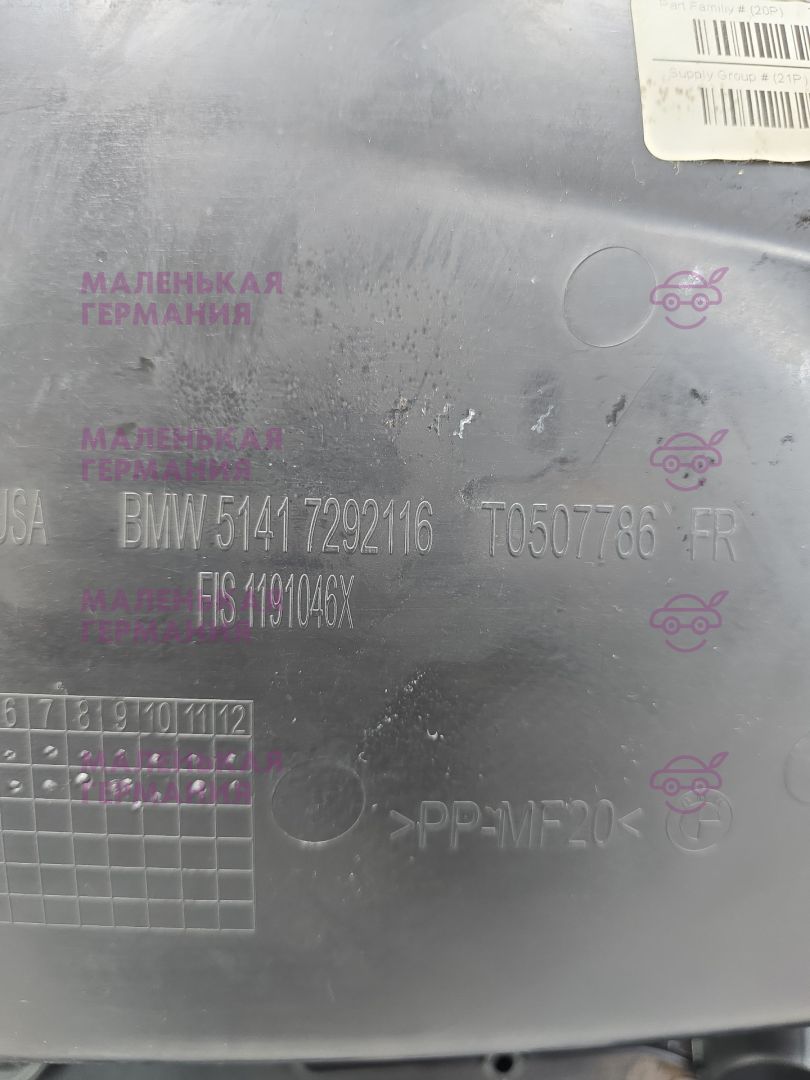 Part Family # (20P)
Supply Group # (21P)
МАЛЕНЬКАЯ
ГЕРМАНИЯ
МАЛЕНЬКАЯ
ГЕРМАНИЯ
USA BMW 5141 7292116 T0507786 FR
FIS 1191046X
МАЛЕНЬКАЯ
ГЕРМАНИЯ
6 7 8 9 10 11 12
МАЛЕНЬКАЯ
ГЕРМАНИЯ
>PP-MF20<